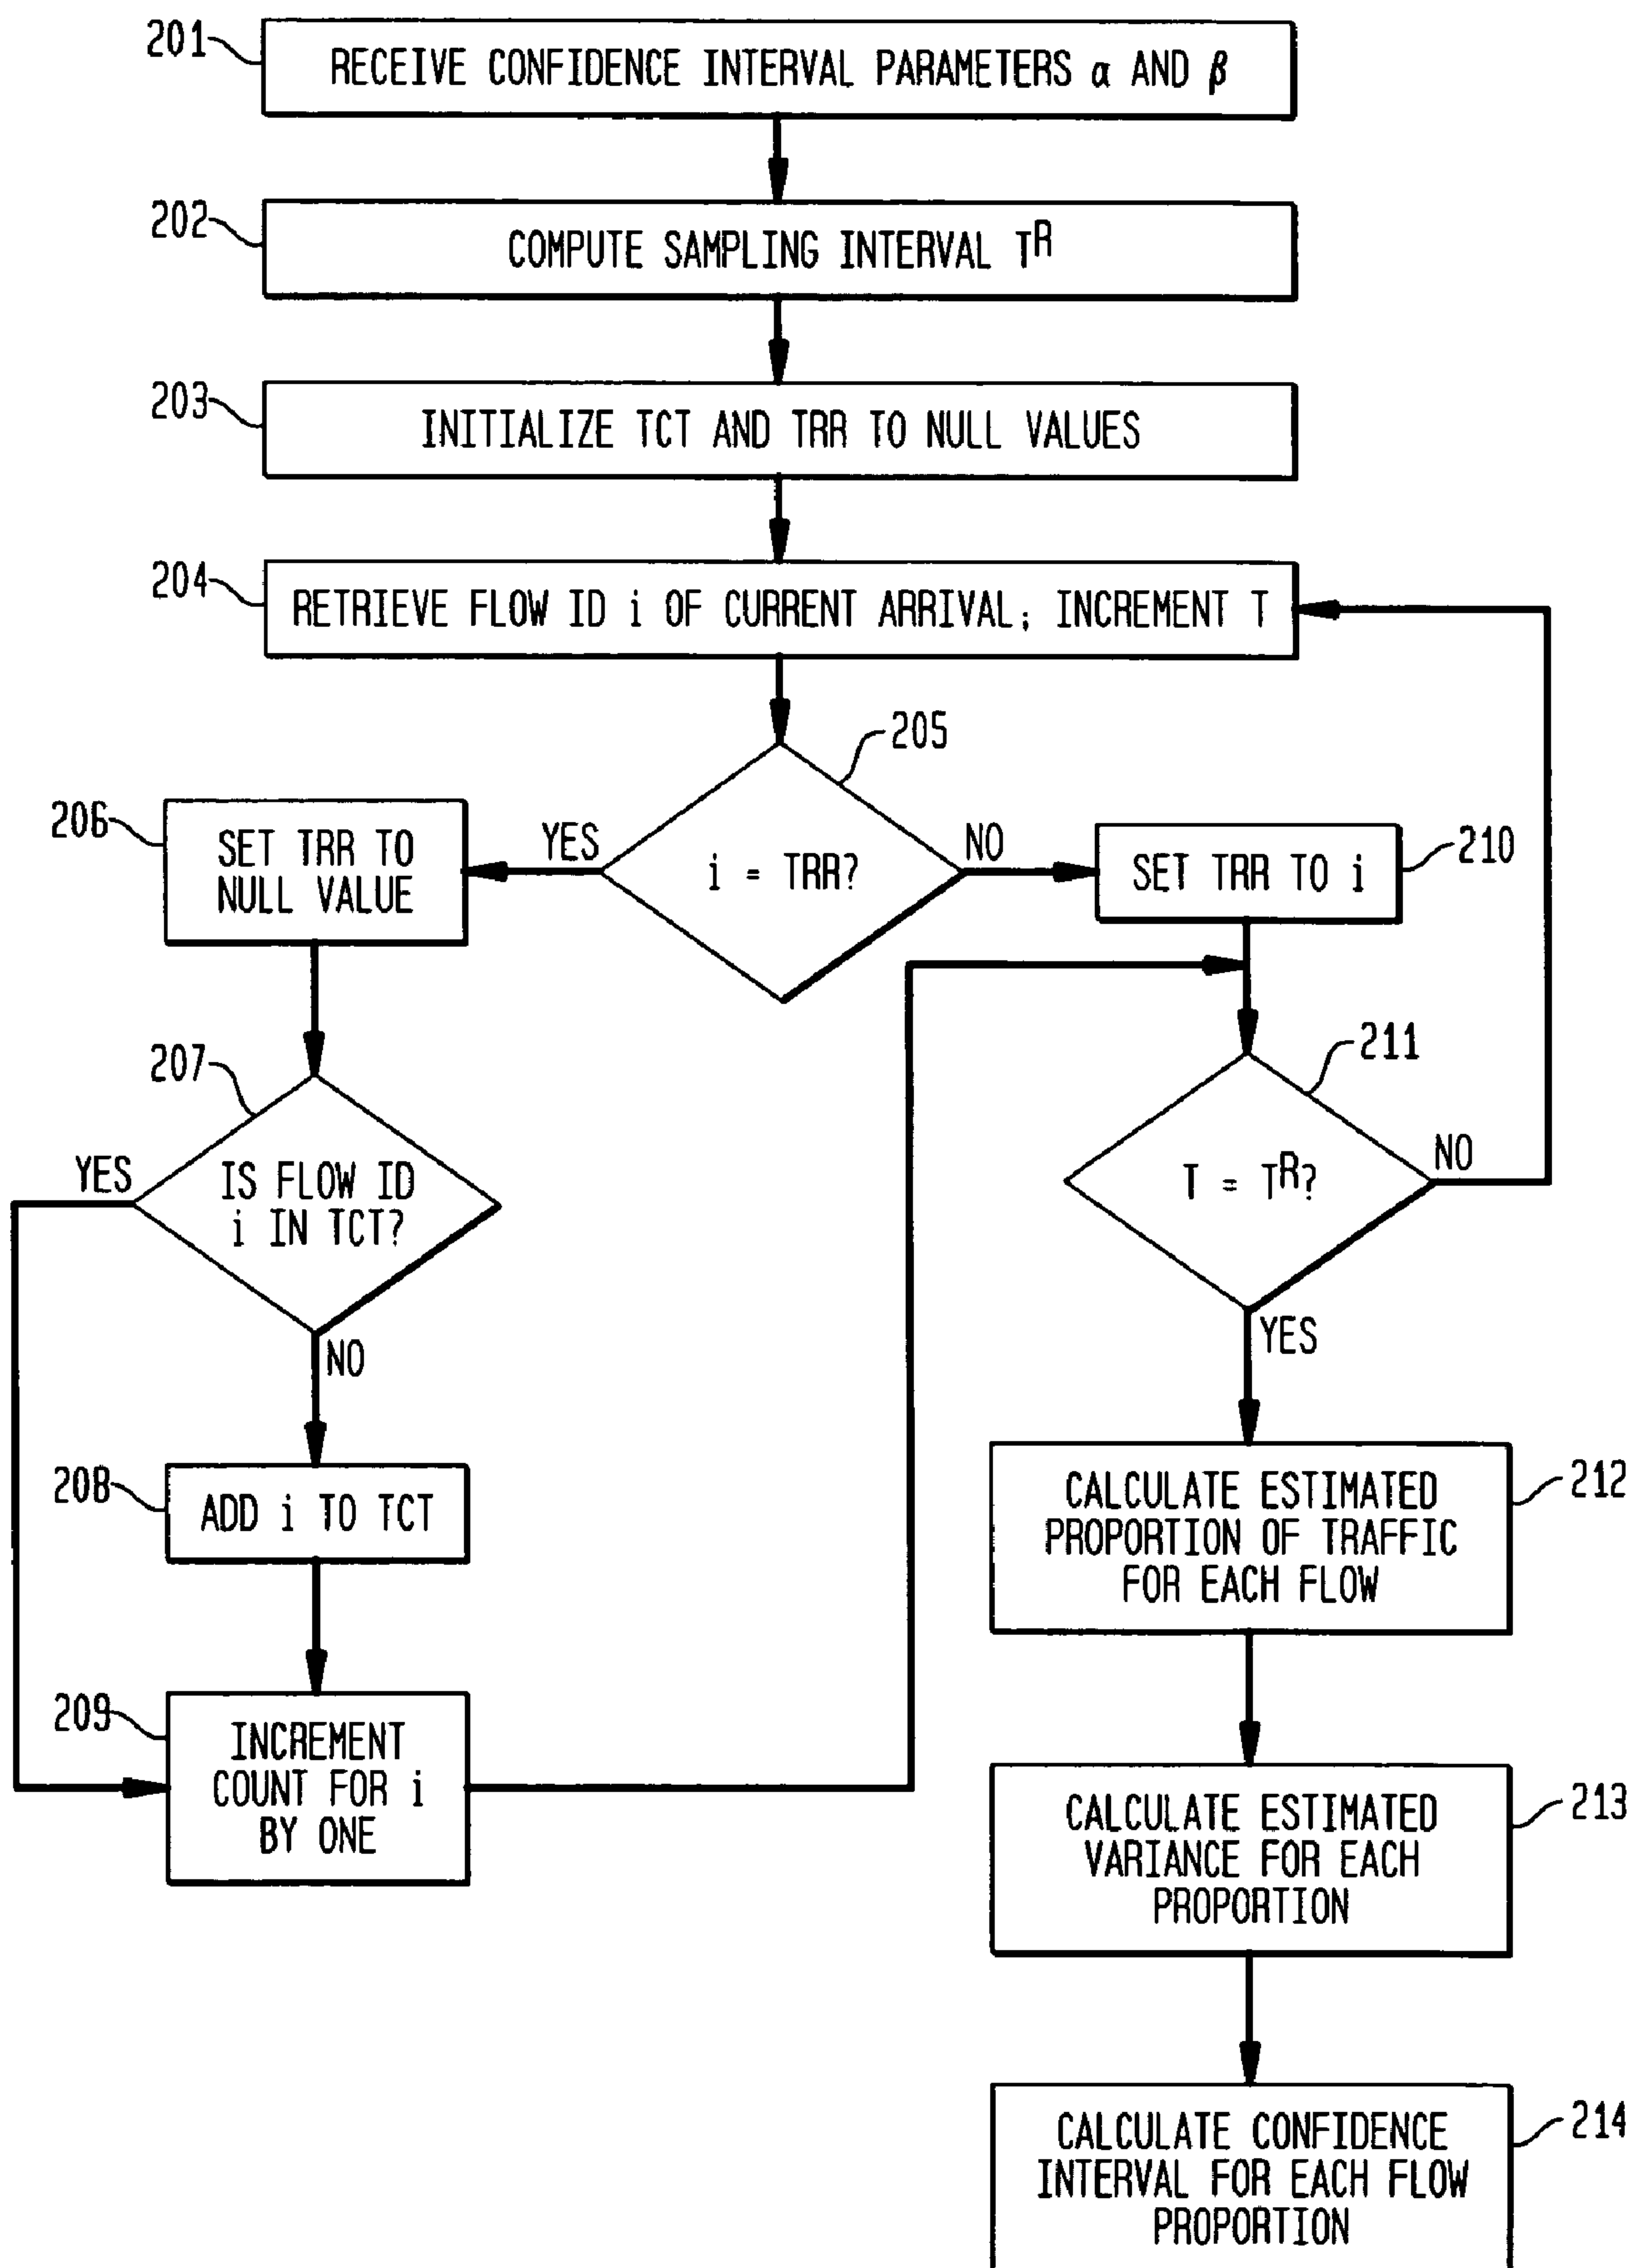 201
RECEIVE CONFIDENCE INTERVAL PARAMETERS α AND β
202
COMPUTE SAMPLING INTERVAL Tᴿ
203
INITIALIZE TCT AND TRR TO NULL VALUES
204
RETRIEVE FLOW ID i OF CURRENT ARRIVAL; INCREMENT T
205
i = TRR?
YES
NO
206
SET TRR TO
NULL VALUE
210
SET TRR TO i
207
IS FLOW ID
i IN TCT?
YES
NO
211
T = Tᴿ?
NO
YES
208
ADD i TO TCT
209
INCREMENT
COUNT FOR i
BY ONE
212
CALCULATE ESTIMATED
PROPORTION OF TRAFFIC
FOR EACH FLOW
213
CALCULATE ESTIMATED
VARIANCE FOR EACH
PROPORTION
214
CALCULATE CONFIDENCE
INTERVAL FOR EACH FLOW
PROPORTION